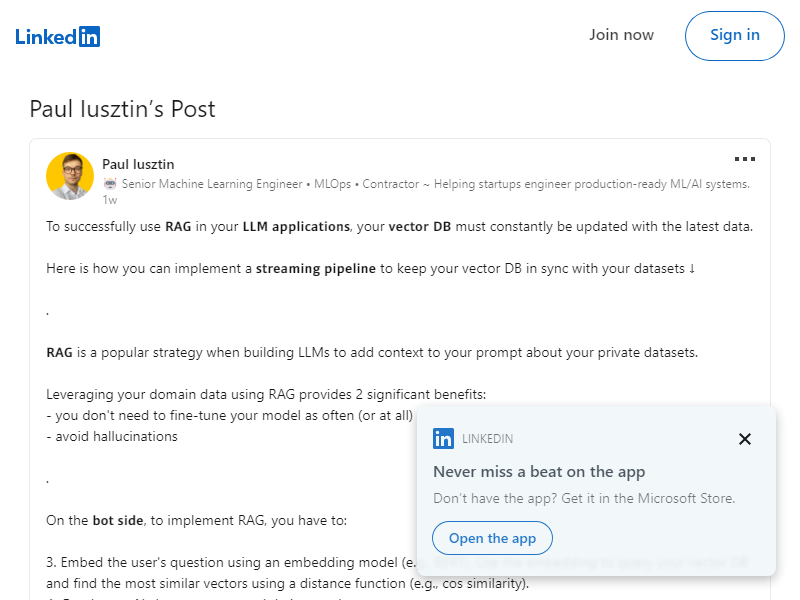 LinkedIn
Join now
Sign in
Paul Iusztin's Post
Paul Iusztin
Senior Machine Learning Engineer • MLOps • Contractor ~ Helping startups engineer production-ready ML/AI systems.
1w
To successfully use RAG in your LLM applications, your vector DB must constantly be updated with the latest data.
Here is how you can implement a streaming pipeline to keep your vector DB in sync with your datasets ↓
.
RAG is a popular strategy when building LLMs to add context to your prompt about your private datasets.
Leveraging your domain data using RAG provides 2 significant benefits:
- you don't need to fine-tune your model as often (or at all)
- avoid hallucinations
.
On the bot side, to implement RAG, you have to:
3. Embed the user's question using an embedding model (e.
and find the most similar vectors using a distance function (e.g., cos similarity).
LINKEDIN
Never miss a beat on the app
Don't have the app? Get it in the Microsoft Store.
Open the app